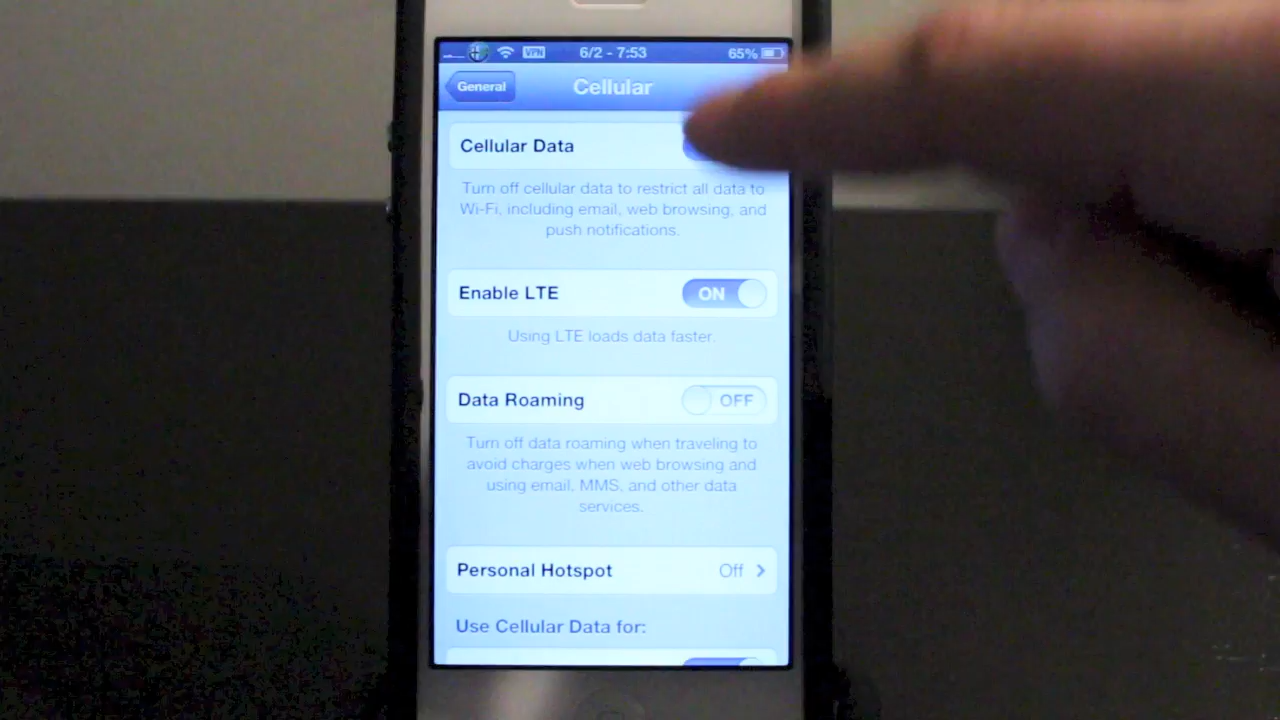 VPN 6/2 - 7:53 65%
General Cellular
Cellular Data
Turn off cellular data to restrict all data to
Wi-Fi, including email, web browsing, and
push notifications.
Enable LTE ON
Using LTE loads data faster.
Data Roaming OFF
Turn off data roaming when traveling to
avoid charges when web browsing and
using email, MMS, and other data
services.
Personal Hotspot Off
Use Cellular Data for: